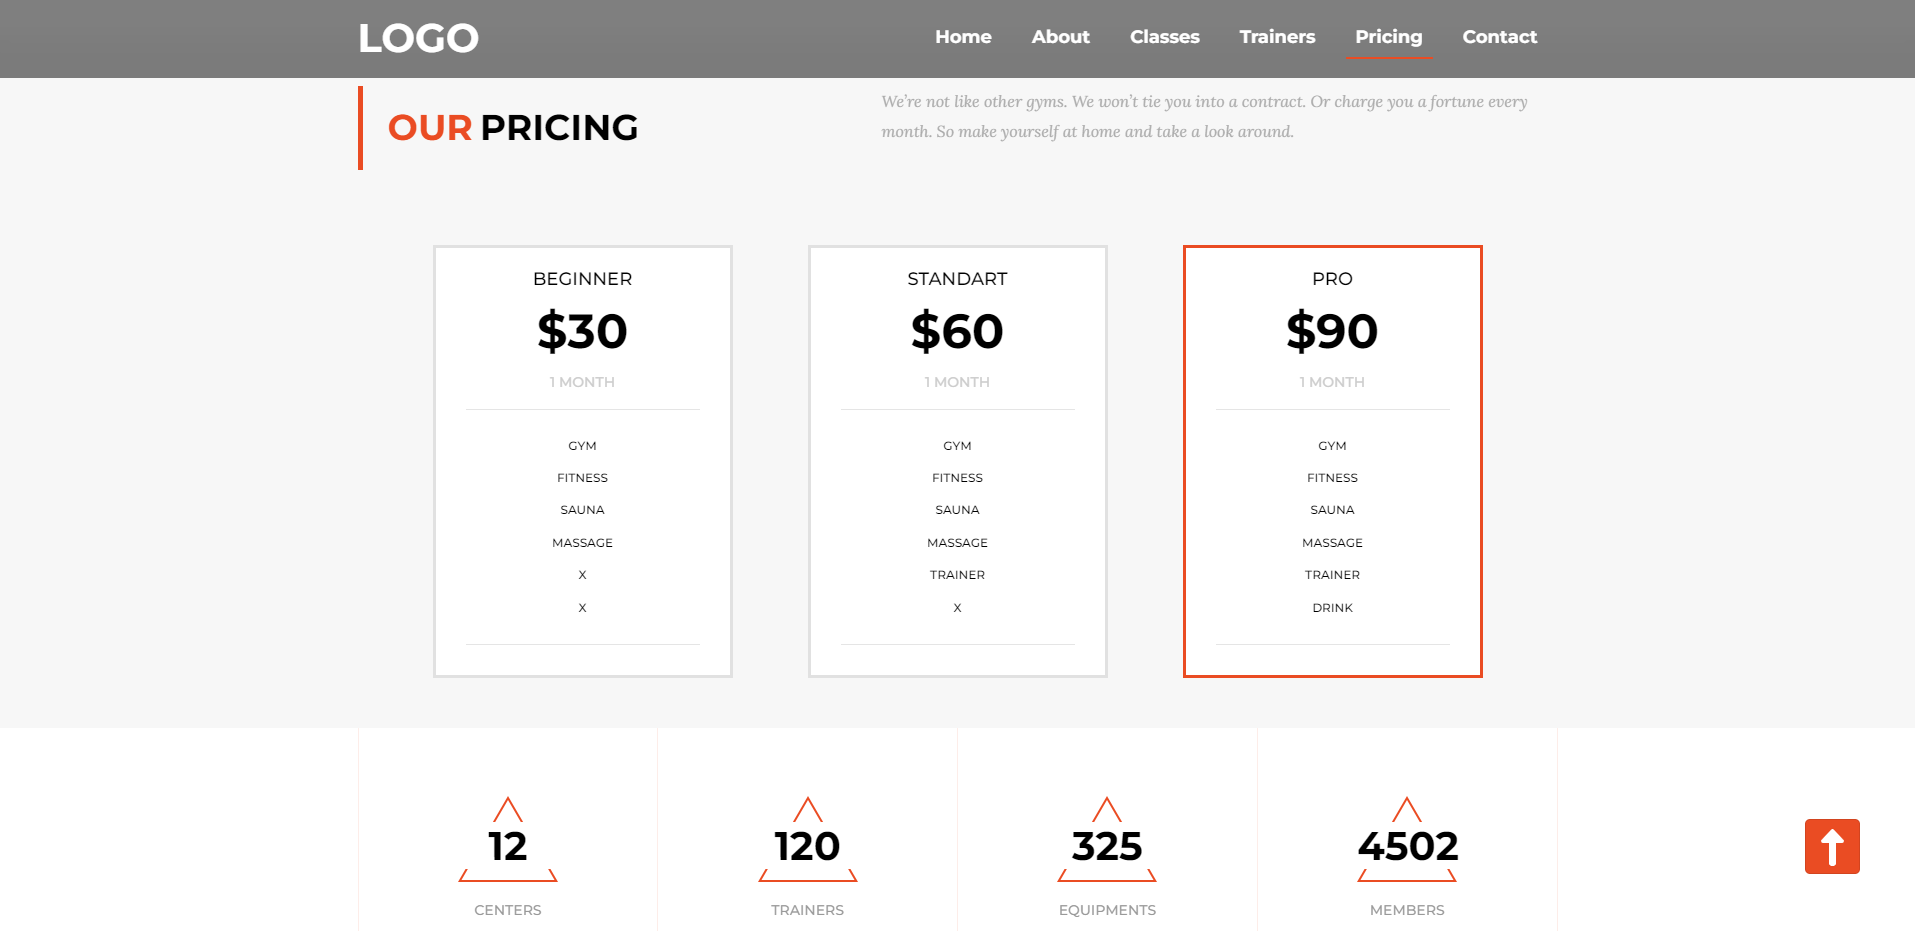 LOGO
Home About Classes Trainers Pricing Contact
OUR PRICING
We're not like other gyms. We won't tie you into a contract. Or charge you a fortune every
month. So make yourself at home and take a look around.
BEGINNER
$30
1 MONTH
GYM
FITNESS
SAUNA
MASSAGE
X
X
STANDART
$60
1 MONTH
GYM
FITNESS
SAUNA
MASSAGE
TRAINER
X
PRO
$90
1 MONTH
GYM
FITNESS
SAUNA
MASSAGE
TRAINER
DRINK
12
CENTERS
120
TRAINERS
325
EQUIPMENTS
4502
MEMBERS